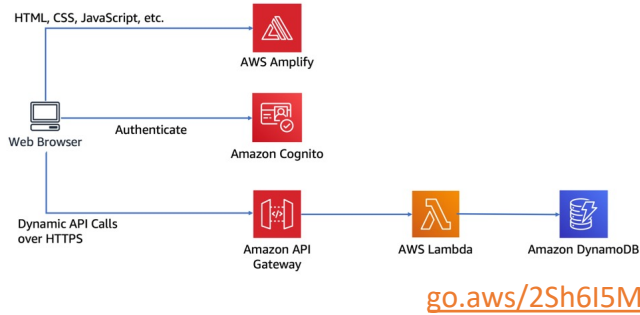 HTML, CSS, JavaScript, etc.
AWS Amplify
Web Browser
Authenticate
Amazon Cognito
Dynamic API Calls
over HTTPS
Amazon API
Gateway
AWS Lambda
Amazon DynamoDB
go.aws/2Sh6I5M